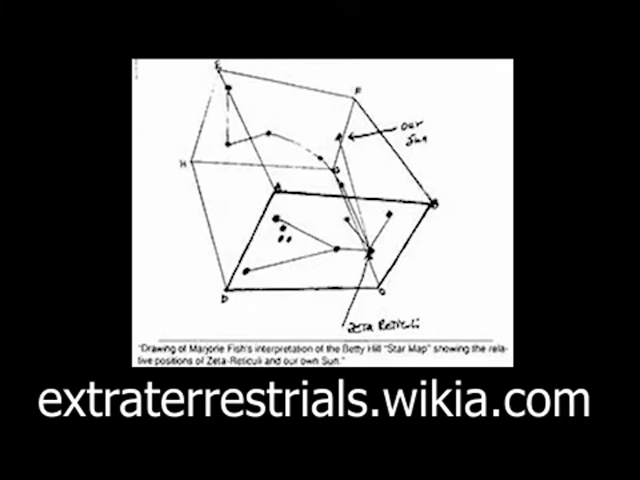 E
F
OUR
SUN
H
G
A
B
D
C
ZETA RETICULI
"Drawing of Marjorie Fish's interpretation of the Betty Hill "Star Map" showing the rela-
tive positions of Zeta-Reticuli and our own Sun."
extraterrestrials.wikia.com